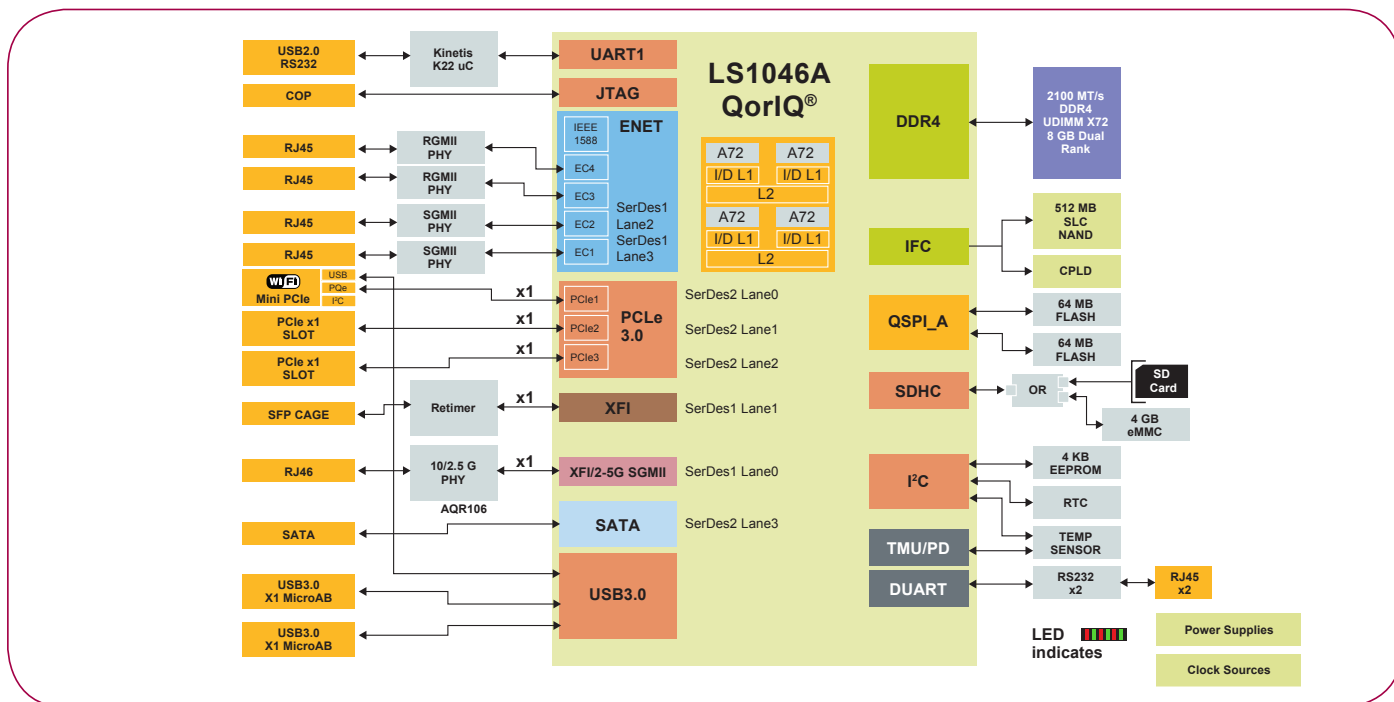 USB2.0
RS232
Kinetis
K22 uC
UART1
COP
JTAG
LS1046A
QorIQ®
IEEE
1588
ENET
RJ45
RGMII
PHY
EC4
RJ45
RGMII
PHY
EC3
RJ45
SGMII
PHY
EC2
SerDes1
Lane2
RJ45
SGMII
PHY
EC1
SerDes1
Lane3
A72
A72
I/D L1
I/D L1
L2
A72
A72
I/D L1
I/D L1
L2
WiFi
Mini PCIe
USB
PQe
I²C
x1
PCIe1
PCLe
3.0
SerDes2 Lane0
PCIe x1
SLOT
x1
PCIe2
SerDes2 Lane1
PCIe x1
SLOT
x1
PCIe3
SerDes2 Lane2
SFP CAGE
Retimer
x1
XFI
SerDes1 Lane1
RJ46
10/2.5 G
PHY
AQR106
x1
XFI/2-5G SGMII
SerDes1 Lane0
SATA
SATA
SerDes2 Lane3
USB3.0
X1 MicroAB
USB3.0
USB3.0
X1 MicroAB
DDR4
2100 MT/s
DDR4
UDIMM X72
8 GB Dual
Rank
IFC
512 MB
SLC
NAND
CPLD
QSPI_A
64 MB
FLASH
64 MB
FLASH
SDHC
OR
SD
Card
4 GB
eMMC
I²C
4 KB
EEPROM
RTC
TEMP
SENSOR
TMU/PD
DUART
RS232
x2
RJ45
x2
LED
indicates
Power Supplies
Clock Sources